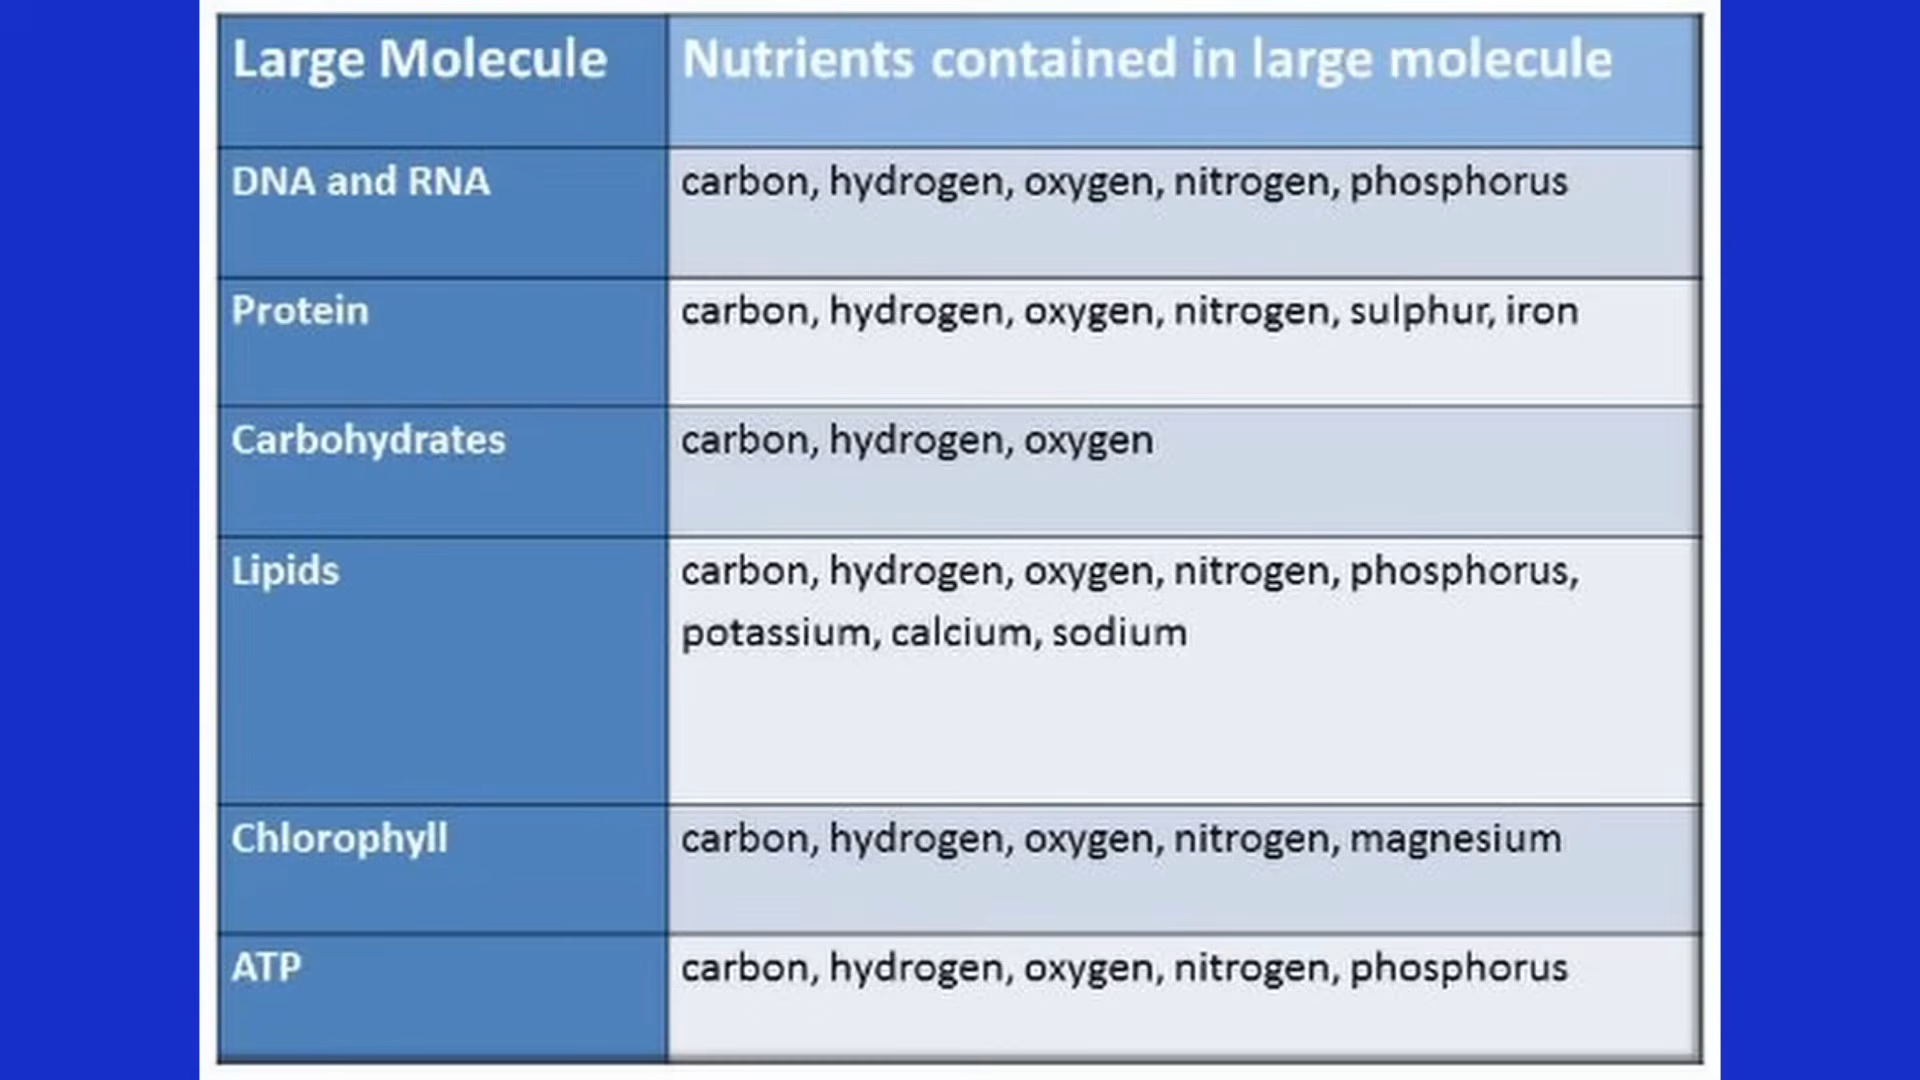 Large Molecule
Nutrients contained in large molecule
DNA and RNA
carbon, hydrogen, oxygen, nitrogen, phosphorus
Protein
carbon, hydrogen, oxygen, nitrogen, sulphur, iron
Carbohydrates
carbon, hydrogen, oxygen
Lipids
carbon, hydrogen, oxygen, nitrogen, phosphorus,
potassium, calcium, sodium
Chlorophyll
carbon, hydrogen, oxygen, nitrogen, magnesium
ATP
carbon, hydrogen, oxygen, nitrogen, phosphorus